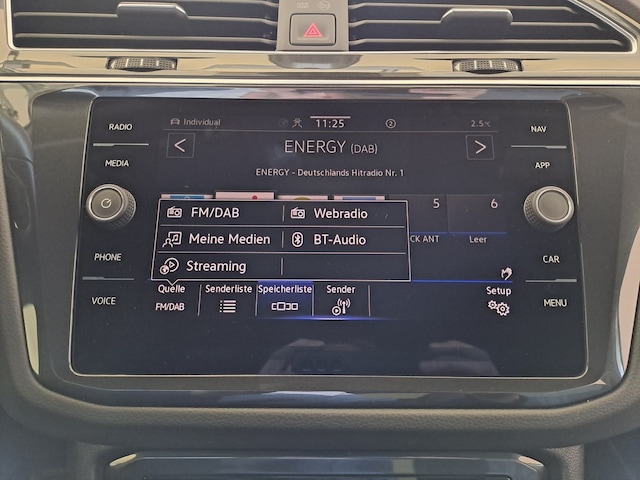 RADIO
MEDIA
PHONE
VOICE
NAV
APP
CAR
MENU
Individual 11:25 2 2.5°C
< ENERGY (DAB) >
ENERGY - Deutschlands Hitradio Nr. 1
5 6
CK ANT Leer
FM/DAB Webradio
Meine Medien BT-Audio
Streaming
Quelle Senderliste Speicherliste Sender Setup
FM/DAB